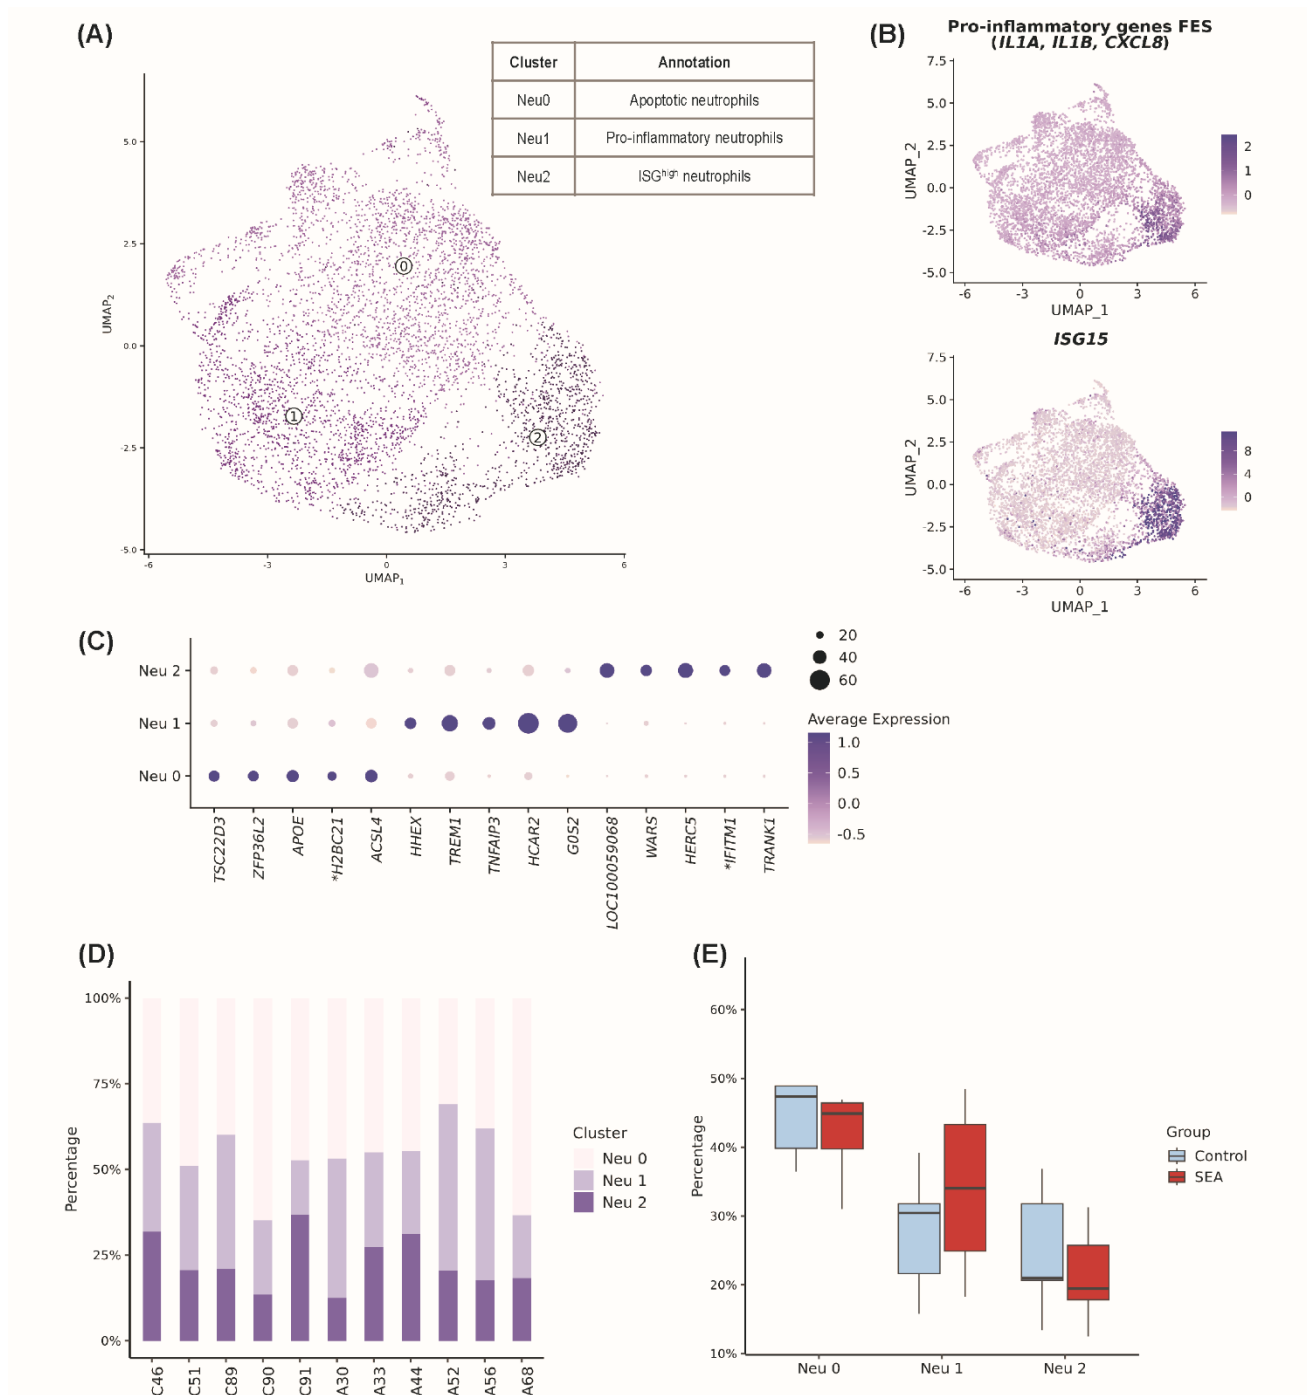 (A)
Cluster Annotation
Neu0 Apoptotic neutrophils
Neu1 Pro-inflammatory neutrophils
Neu2 ISGhigh neutrophils
5.0
2.5
0.0
-2.5
-5.0
UMAP2
0
1
2
-6 -3 0 3 6
UMAP1
(B)
Pro-inflammatory genes FES
(IL1A, IL1B, CXCL8)
7.5
5.0
2.5
0.0
-2.5
-5.0
UMAP_2
2
1
0
-6 -3 0 3 6
UMAP_1
ISG15
7.5
5.0
2.5
0.0
-2.5
-5.0
UMAP_2
8
4
0
-6 -3 0 3 6
UMAP_1
(C)
Neu 2
Neu 1
Neu 0
20
40
60
Average Expression
1.0
0.5
0.0
-0.5
TSC22D3
ZFP36L2
APOE
*H2BC21
ACSL4
HHEX
TREM1
TNFAIP3
HCAR2
G0S2
LOC100059068
WARS
HERC5
*IFITM1
TRANK1
(D)
100%
75%
50%
25%
0%
Percentage
Cluster
Neu 0
Neu 1
Neu 2
C46
C51
C89
C90
C91
A30
A33
A44
A52
A56
A68
(E)
60%
50%
40%
30%
20%
10%
Percentage
Group
Control
SEA
Neu 0 Neu 1 Neu 2